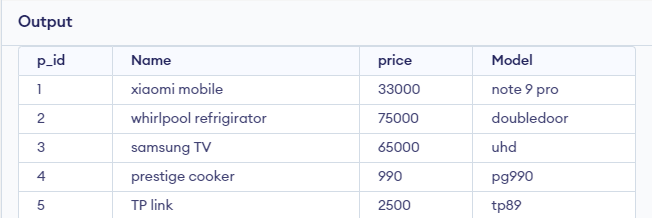 Output
p_id Name price Model
1 xiaomi mobile 33000 note 9 pro
2 whirlpool refrigirator 75000 doubledoor
3 samsung TV 65000 uhd
4 prestige cooker 990 pg990
5 TP link 2500 tp89